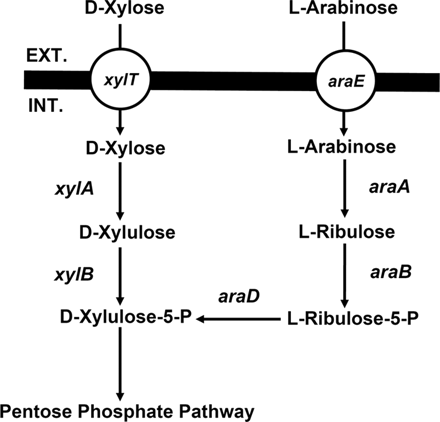 D-Xylose L-Arabinose
EXT.
xylT araE
INT.
D-Xylose L-Arabinose
xylA araA
D-Xylulose L-Ribulose
xylB araB
araD
D-Xylulose-5-P L-Ribulose-5-P
Pentose Phosphate Pathway